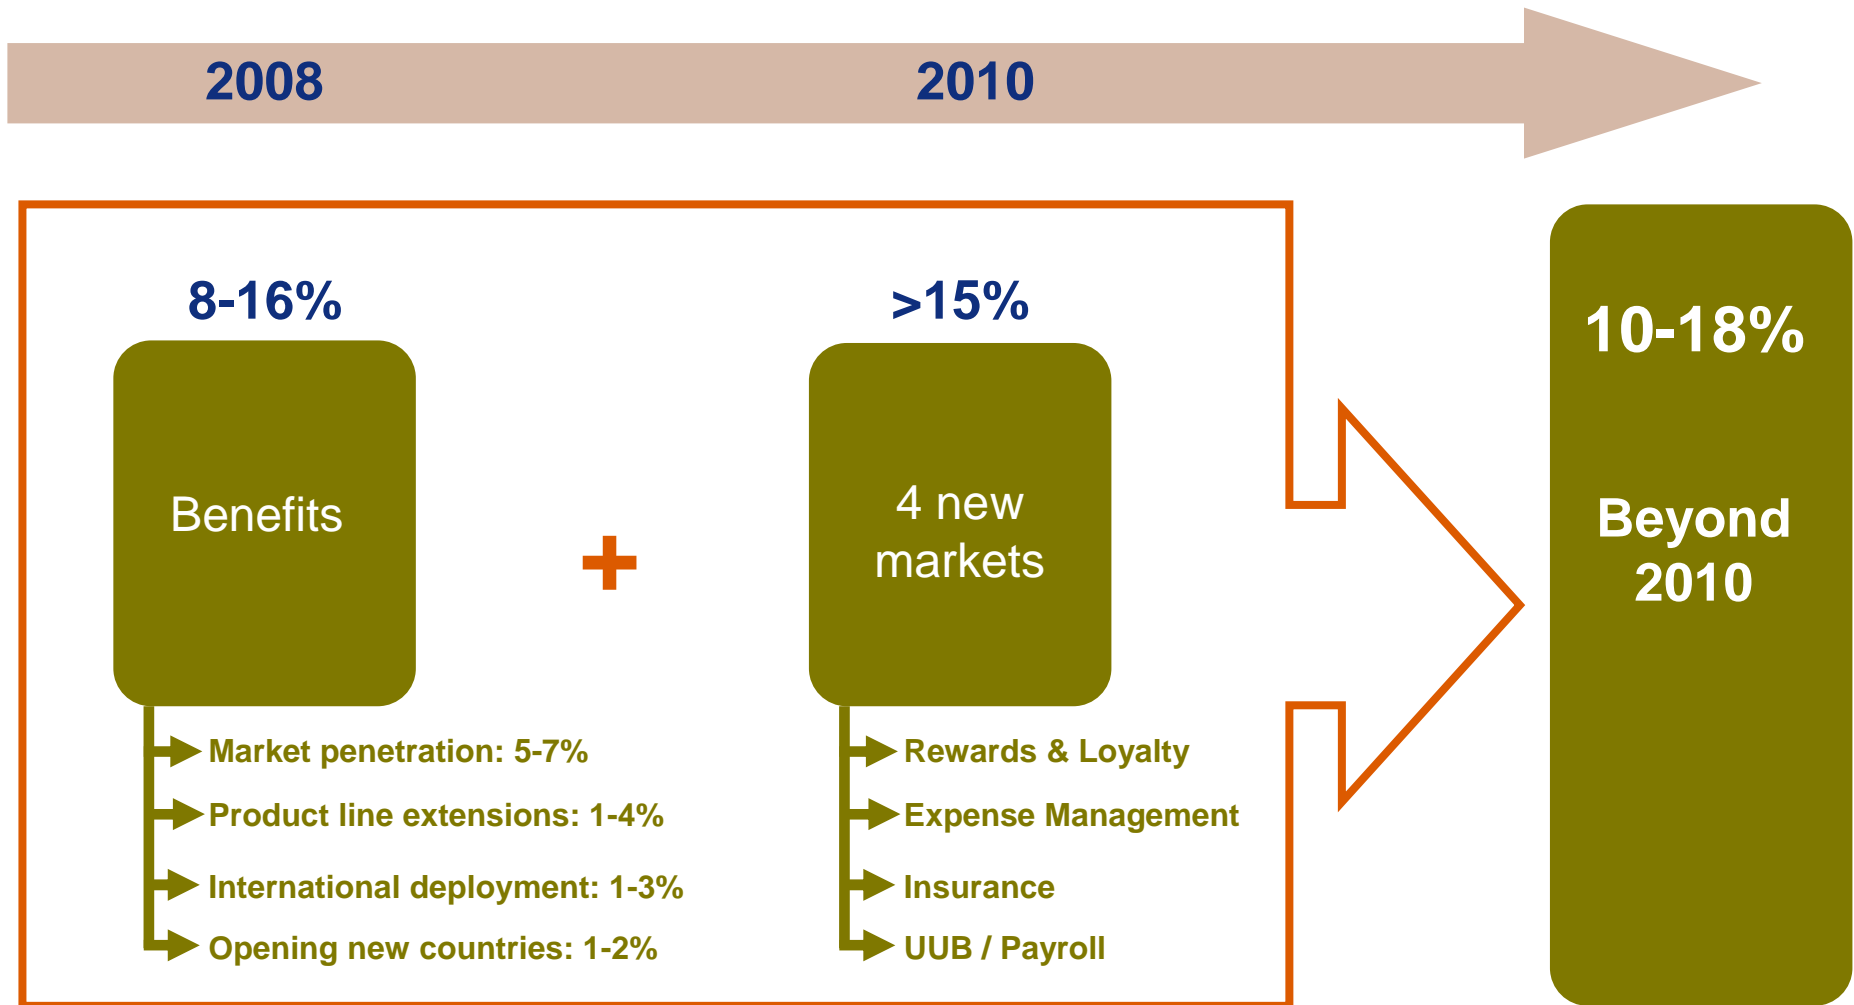 2008
2010
8-16%
>15%
10-18%
Benefits
+
4 new
markets
Beyond
2010
Market penetration: 5-7%
Product line extensions: 1-4%
International deployment: 1-3%
Opening new countries: 1-2%
Rewards & Loyalty
Expense Management
Insurance
UUB / Payroll